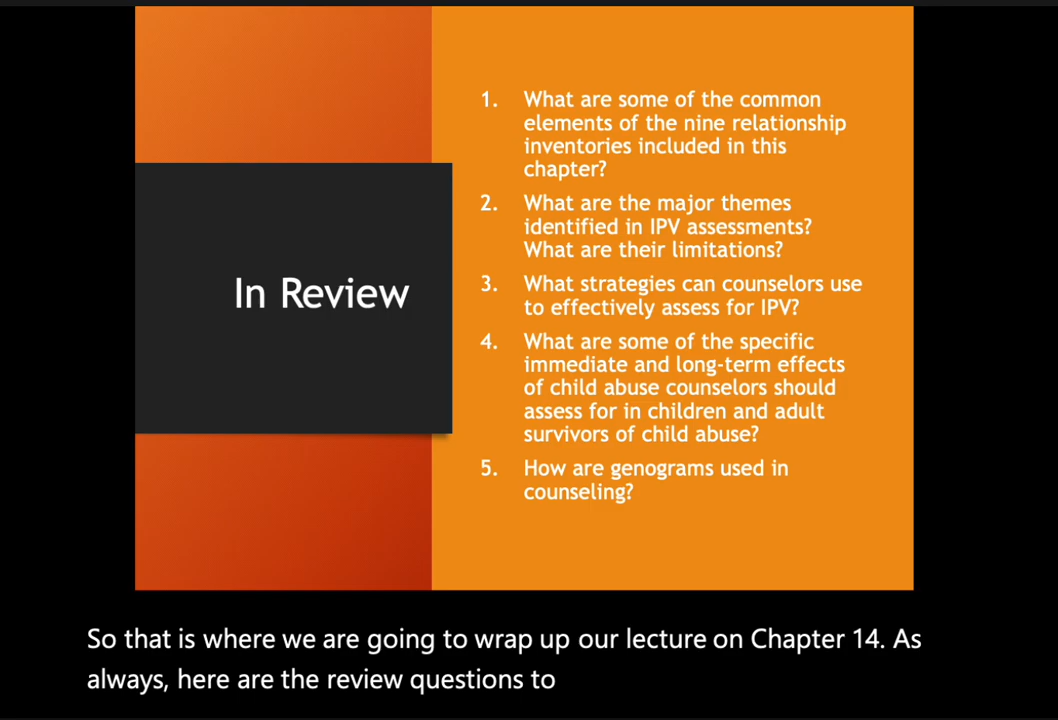 In Review
1. What are some of the common
elements of the nine relationship
inventories included in this
chapter?
2. What are the major themes
identified in IPV assessments?
What are their limitations?
3. What strategies can counselors use
to effectively assess for IPV?
4. What are some of the specific
immediate and long-term effects
of child abuse counselors should
assess for in children and adult
survivors of child abuse?
5. How are genograms used in
counseling?
So that is where we are going to wrap up our lecture on Chapter 14. As
always, here are the review questions to